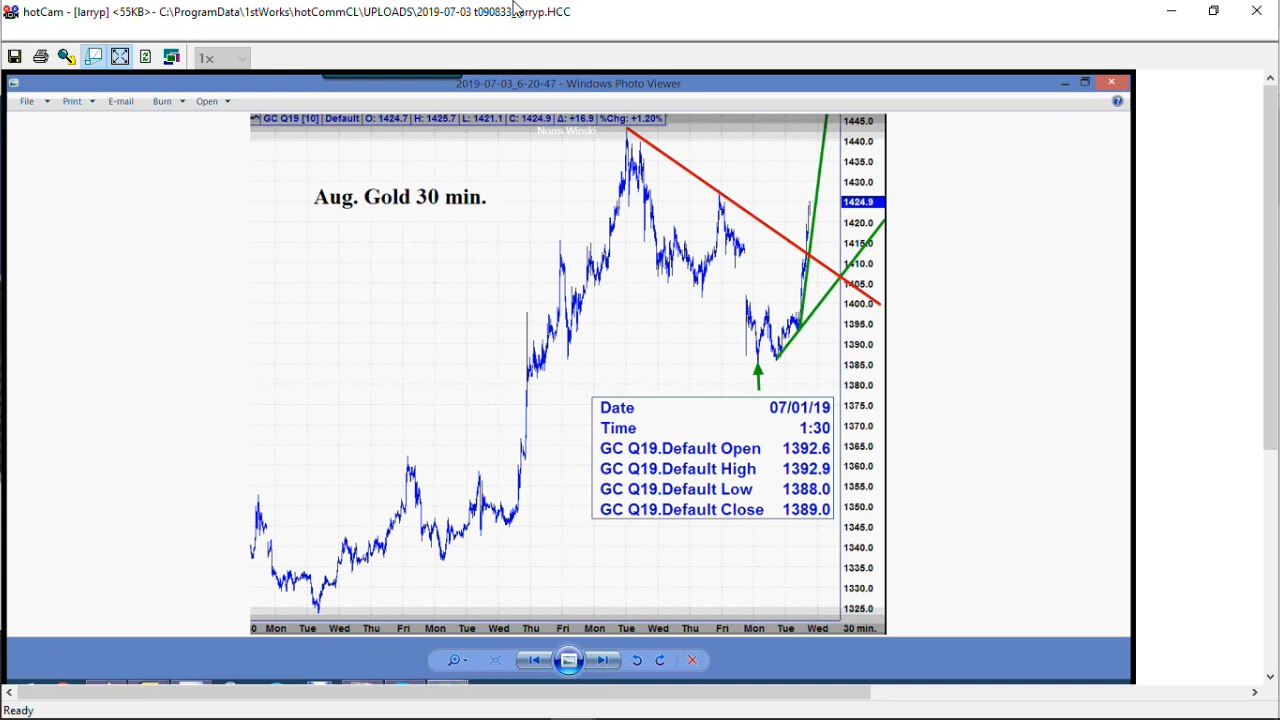 hotCam - [larryp] <55KB>- C:\ProgramData\1stWorks\hotCommCL\UPLOADS\2019-07-03 t090833 larryp.HCC
1x
2019-07-03_6-20-47 - Windows Photo Viewer
File Print E-mail Burn Open
GC Q19 [10] | Default | O: 1424.7 | H: 1425.7 | L: 1421.1 | C: 1424.9 | Δ: +16.9 | %Chg: +1.20%
Norm Winski
Aug. Gold 30 min.
1445.0
1440.0
1435.0
1430.0
1424.9
1420.0
1415.0
1410.0
1405.0
1400.0
1395.0
1390.0
1385.0
1380.0
1375.0
1370.0
1365.0
1360.0
1355.0
1350.0
1345.0
1340.0
1335.0
1330.0
1325.0
Date 07/01/19
Time 1:30
GC Q19.Default Open 1392.6
GC Q19.Default High 1392.9
GC Q19.Default Low 1388.0
GC Q19.Default Close 1389.0
Mon Tue Wed Thu Fri Mon Tue Wed Thu Fri Mon Tue Wed Thu Fri Mon Tue Wed 30 min.
Ready